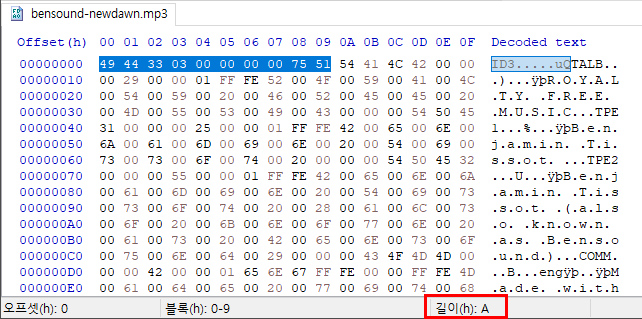 bensound-newdawn.mp3
Offset(h) 00 01 02 03 04 05 06 07 08 09 0A 0B 0C 0D 0E 0F Decoded text
00000000 49 44 33 03 00 00 00 00 75 51 54 41 4C 42 00 00 ID3.....uQTALB..
00000010 00 29 00 00 01 FF FE 52 00 4F 00 59 00 41 00 4C .)...ÿþR.O.Y.A.L
00000020 00 54 00 59 00 20 00 46 00 52 00 45 00 45 00 20 .T.Y. .F.R.E.E. 
00000030 00 4D 00 55 00 53 00 49 00 43 00 00 00 54 50 45 .M.U.S.I.C...TPE
00000040 31 00 00 00 25 00 00 01 FF FE 42 00 65 00 6E 00 1...%...ÿþB.e.n.
00000050 6A 00 61 00 6D 00 69 00 6E 00 20 00 54 00 69 00 j.a.m.i.n. .T.i.
00000060 73 00 73 00 6F 00 74 00 20 00 00 00 54 50 45 32 s.s.o.t. ...TPE2
00000070 00 00 00 55 00 00 01 FF FE 42 00 65 00 6E 00 6A ...U...ÿþB.e.n.j
00000080 00 61 00 6D 00 69 00 6E 00 20 00 54 00 69 00 73 .a.m.i.n. .T.i.s
00000090 00 73 00 6F 00 74 00 20 00 28 00 61 00 6C 00 73 .s.o.t. .(.a.l.s
000000A0 00 6F 00 20 00 6B 00 6E 00 6F 00 77 00 6E 00 20 .o. .k.n.o.w.n. 
000000B0 00 61 00 73 00 20 00 42 00 65 00 6E 00 73 00 6F .a.s. .B.e.n.s.o
000000C0 00 75 00 6E 00 64 00 29 00 00 00 43 4F 4D 4D 00 .u.n.d.)...COMM.
000000D0 00 00 42 00 00 01 65 6E 67 FF FE 00 00 FF FE 4D ..B...engÿþ..ÿþM
000000E0 00 61 00 64 00 65 00 20 00 77 00 69 00 74 00 68 .a.d.e. .w.i.t.h
오프셋(h): 0 블록(h): 0-9 길이(h): A